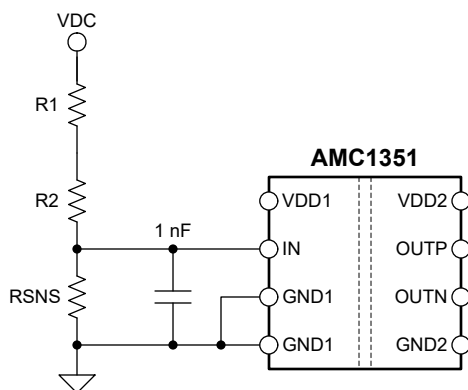 VDC
R1
R2
RSNS
1 nF
AMC1351
VDD1
IN
GND1
GND1
VDD2
OUTP
OUTN
GND2